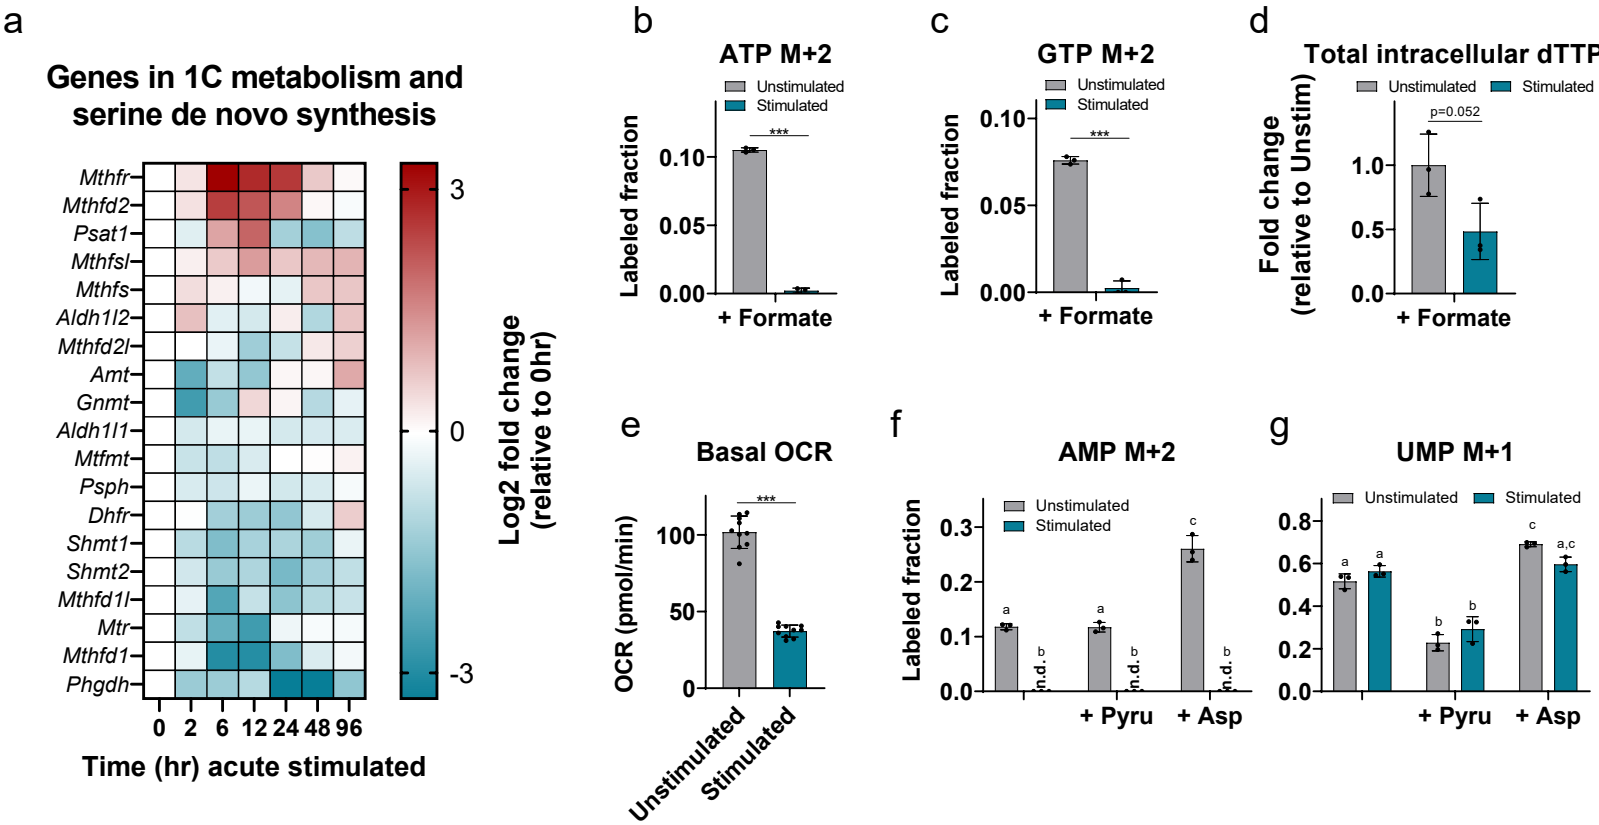 a
Genes in 1C metabolism and
serine de novo synthesis
Mthfr
Mthfd2
Psat1
Mthfsl
Mthfs
Aldh1l2
Mthfd2l
Amt
Gnmt
Aldh1l1
Mtfmt
Psph
Dhfr
Shmt1
Shmt2
Mthfd1l
Mtr
Mthfd1
Phgdh
0 2 6 12 24 48 96
Time (hr) acute stimulated
3
0
-3
Log2 fold change
(relative to 0hr)
b
ATP M+2
Unstimulated
Stimulated
***
Labeled fraction
0.10
0.05
0.00
+ Formate
c
GTP M+2
Unstimulated
Stimulated
***
Labeled fraction
0.10
0.05
0.00
+ Formate
d
Total intracellular dTTP
Unstimulated Stimulated
p=0.052
Fold change
(relative to Unstim)
1.0
0.5
0.0
+ Formate
e
Basal OCR
***
OCR (pmol/min)
100
50
0
Unstimulated
Stimulated
f
AMP M+2
Unstimulated
Stimulated
Labeled fraction
0.3
0.2
0.1
0.0
a b a b c b
n.d. n.d. n.d.
+ Pyru + Asp
g
UMP M+1
Unstimulated Stimulated
0.8
0.6
0.4
0.2
0.0
a a b b c a,c
+ Pyru + Asp